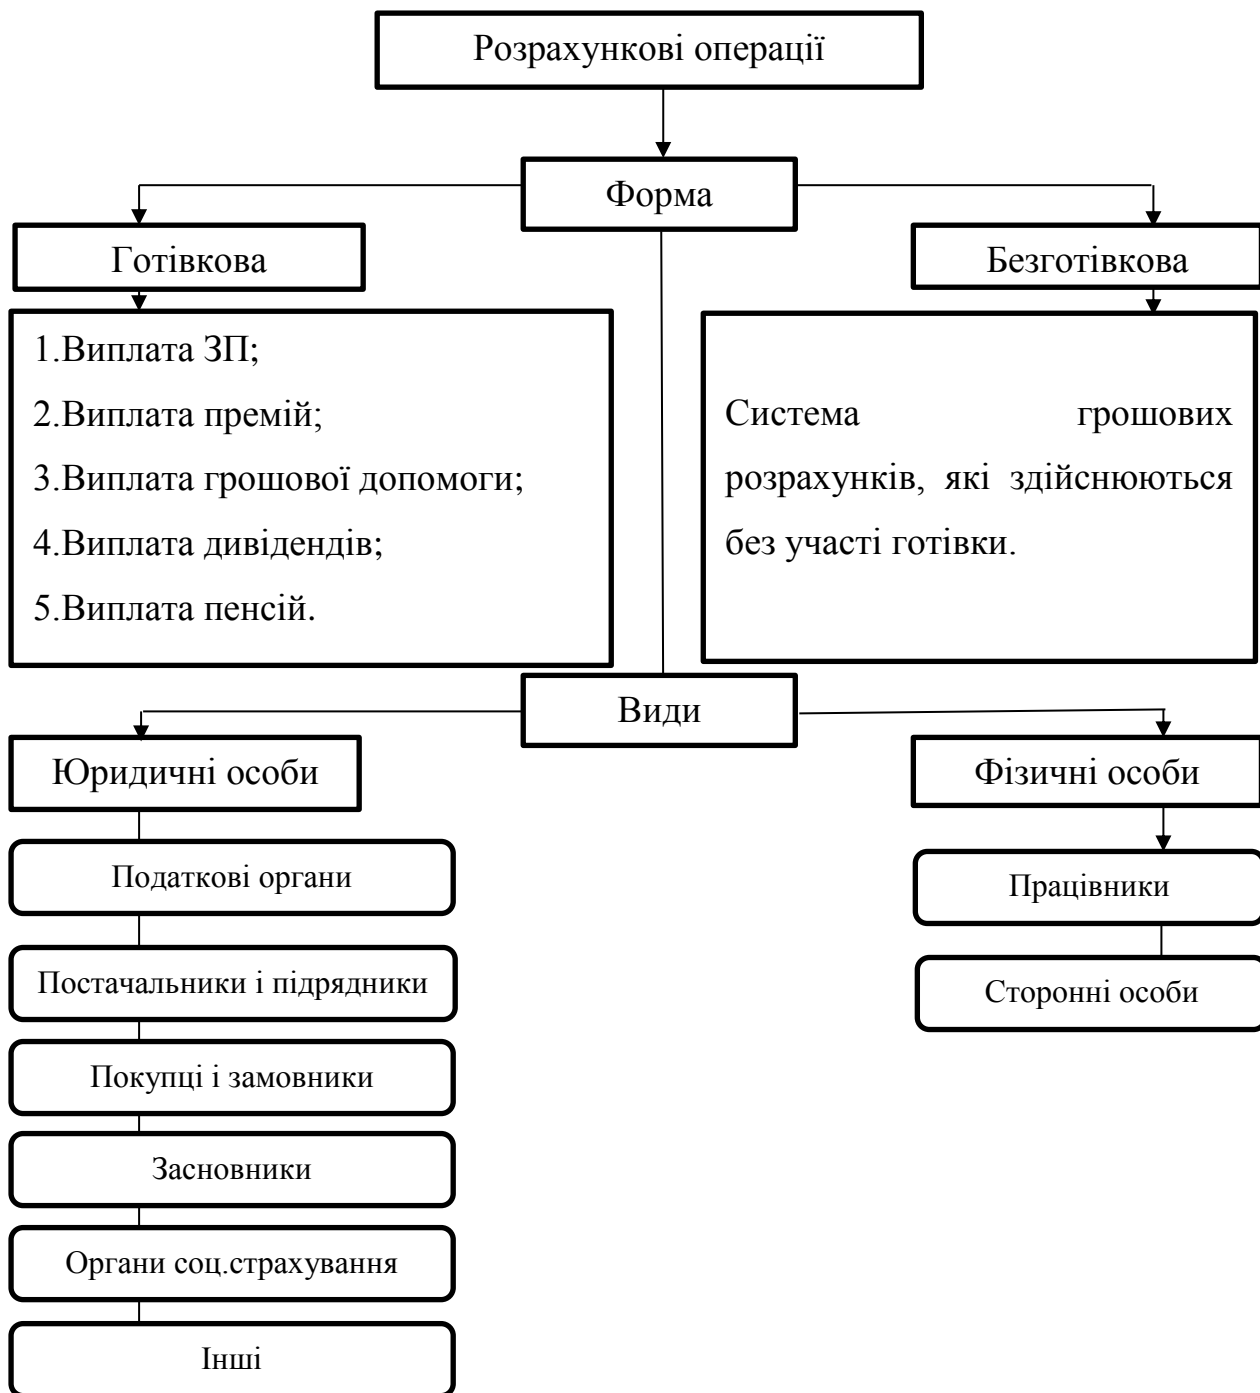 Розрахункові операції
Форма
Готівкова
Безготівкова
1.Виплата ЗП;
2.Виплата премій;
3.Виплата грошової допомоги;
4.Виплата дивідендів;
5.Виплата пенсій.
Система грошових
розрахунків, які здійснюються
без участі готівки.
Види
Юридичні особи
Фізичні особи
Податкові органи
Постачальники і підрядники
Покупці і замовники
Засновники
Органи соц.страхування
Інші
Працівники
Сторонні особи